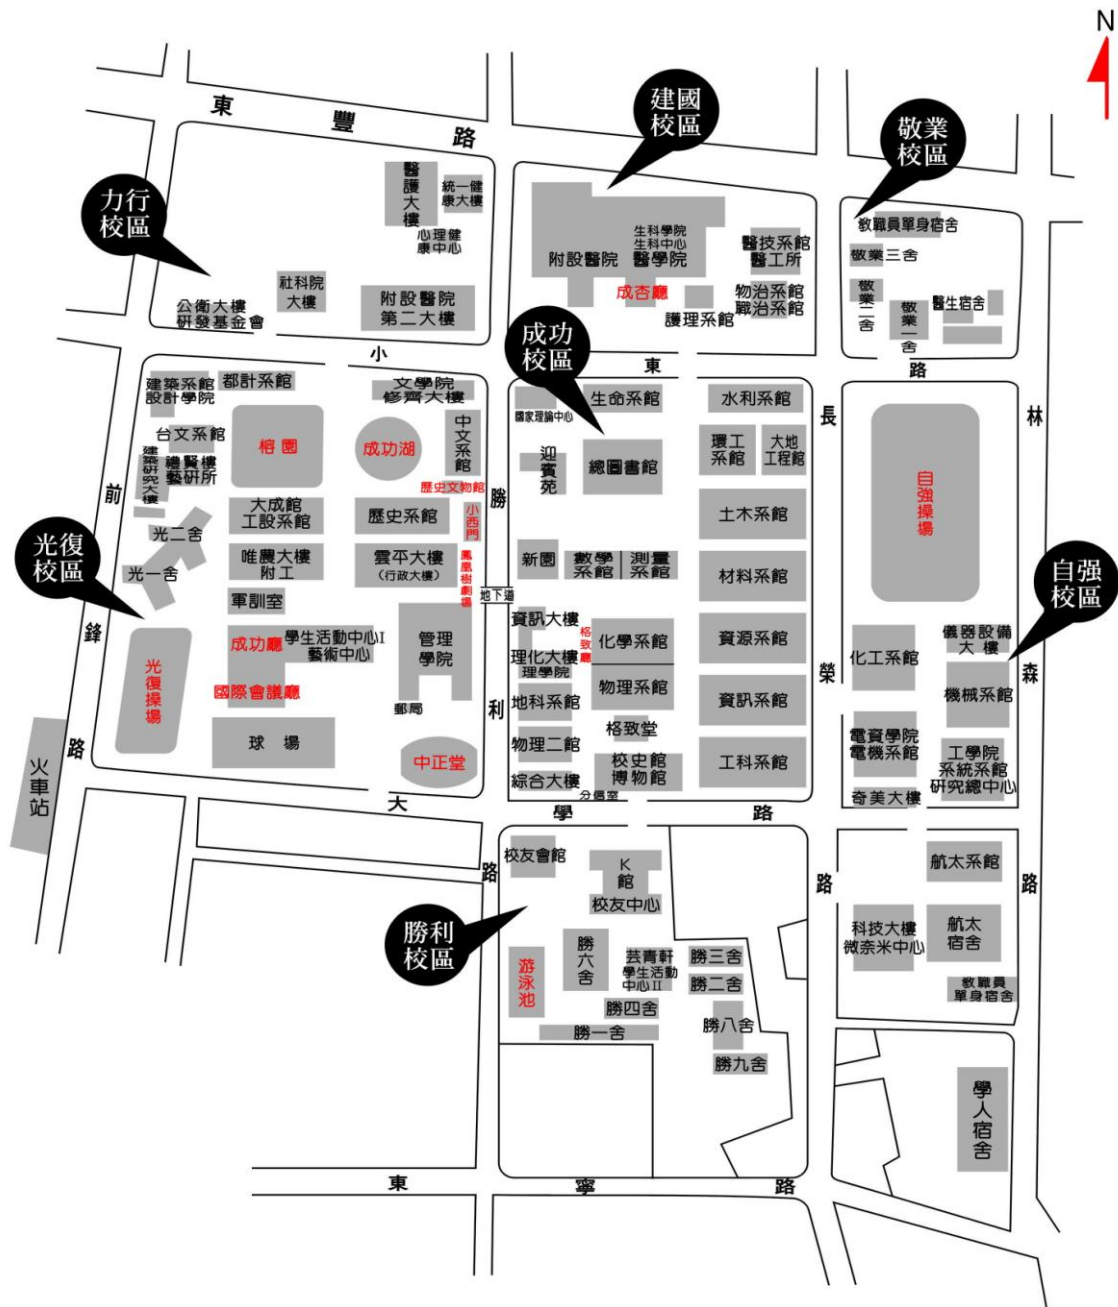 N
東豐路
建國
校區
敬業
校區
力行
校區
醫護大樓
統一健
康大樓
心理健
康中心
社科院
大樓
附設醫院
第二大樓
公衛大樓
研發基金會
生科學院
生科中心
附設醫院
醫學院
成杏廳
護理系館
醫技系館
醫工所
物治系館
職治系館
教職員單身宿舍
敬業三舍
敬業二舍
敬業一舍
醫生宿舍
小東路
成功
校區
建築系館
設計學院
都計系館
台文系館
禮賢樓
藝研所
建築研究大樓
榕園
成功湖
文學院
修齊大樓
中文系館
歷史文物館
小西門
大成館
工設系館
歷史系館
光二舍
光一舍
唯農大樓
附工
雲平大樓
(行政大樓)
鳳凰樹劇場
軍訓室
成功廳
學生活動中心I
藝術中心
國際會議廳
管理
學院
郵局
球場
中正堂
光復操場
光復
校區
前鋒路
火車站
勝利路
地下道
國家理論中心
生命系館
水利系館
迎賓苑
總圖書館
環工
系館
大地
工程館
土木系館
新園
數學
系館
測量
系館
材料系館
資訊大樓
格致廳
化學系館
資源系館
理化大樓
理學院
地科系館
物理系館
資訊系館
物理二館
格致堂
綜合大樓
校史館
博物館
工科系館
分信室
長榮路
自強操場
自强
校區
化工系館
儀器設備
大樓
機械系館
電資學院
電機系館
工學院
系統系館
研究總中心
奇美大樓
林森路
大學路
校友會館
K
館
校友中心
勝利
校區
游泳池
勝六舍
芸青軒
學生活動
中心II
勝三舍
勝二舍
勝四舍
勝一舍
勝八舍
勝九舍
航太系館
科技大樓
微奈米中心
航太
宿舍
教職員
單身宿舍
學人宿舍
東寧路